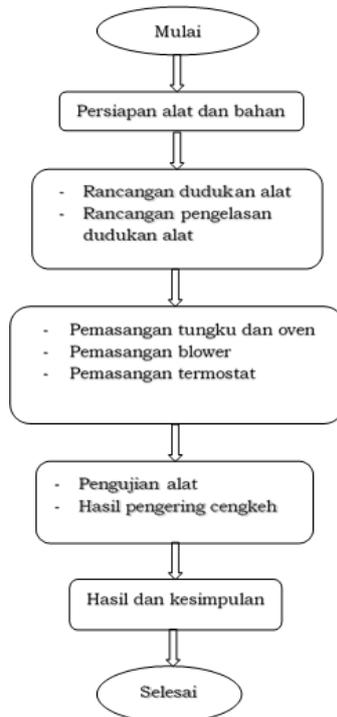 Mulai
Persiapan alat dan bahan
- Rancangan dudukan alat
- Rancangan pengelasan
dudukan alat
- Pemasangan tungku dan oven
- Pemasangan blower
- Pemasangan termostat
- Pengujian alat
- Hasil pengering cengkeh
Hasil dan kesimpulan
Selesai